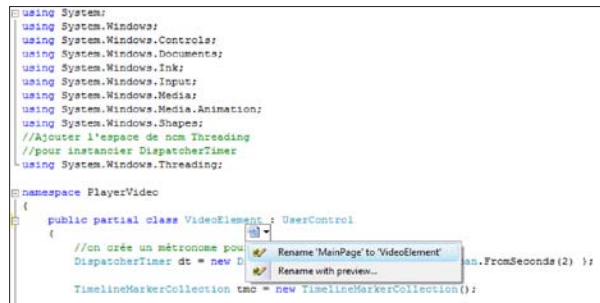 using System;
using System.Windows;
using System.Windows.Controls;
using System.Windows.Documents;
using System.Windows.Ink;
using System.Windows.Input;
using System.Windows.Media;
using System.Windows.Media.Animation;
using System.Windows.Shapes;
//Ajouter l'espace de nom Threading
//pour instancier DispatcherTimer
using System.Windows.Threading;
namespace PlayerVideo
{
public partial class VideoElement : UserControl
{
//on crée un métronome pou
Rename 'MainPage' to 'VideoElement'
DispatcherTimer dt = new D
an.FromSeconds(2) };
Rename with preview...
TimelineMarkerCollection tmc = new TimelineMarkerCollection();